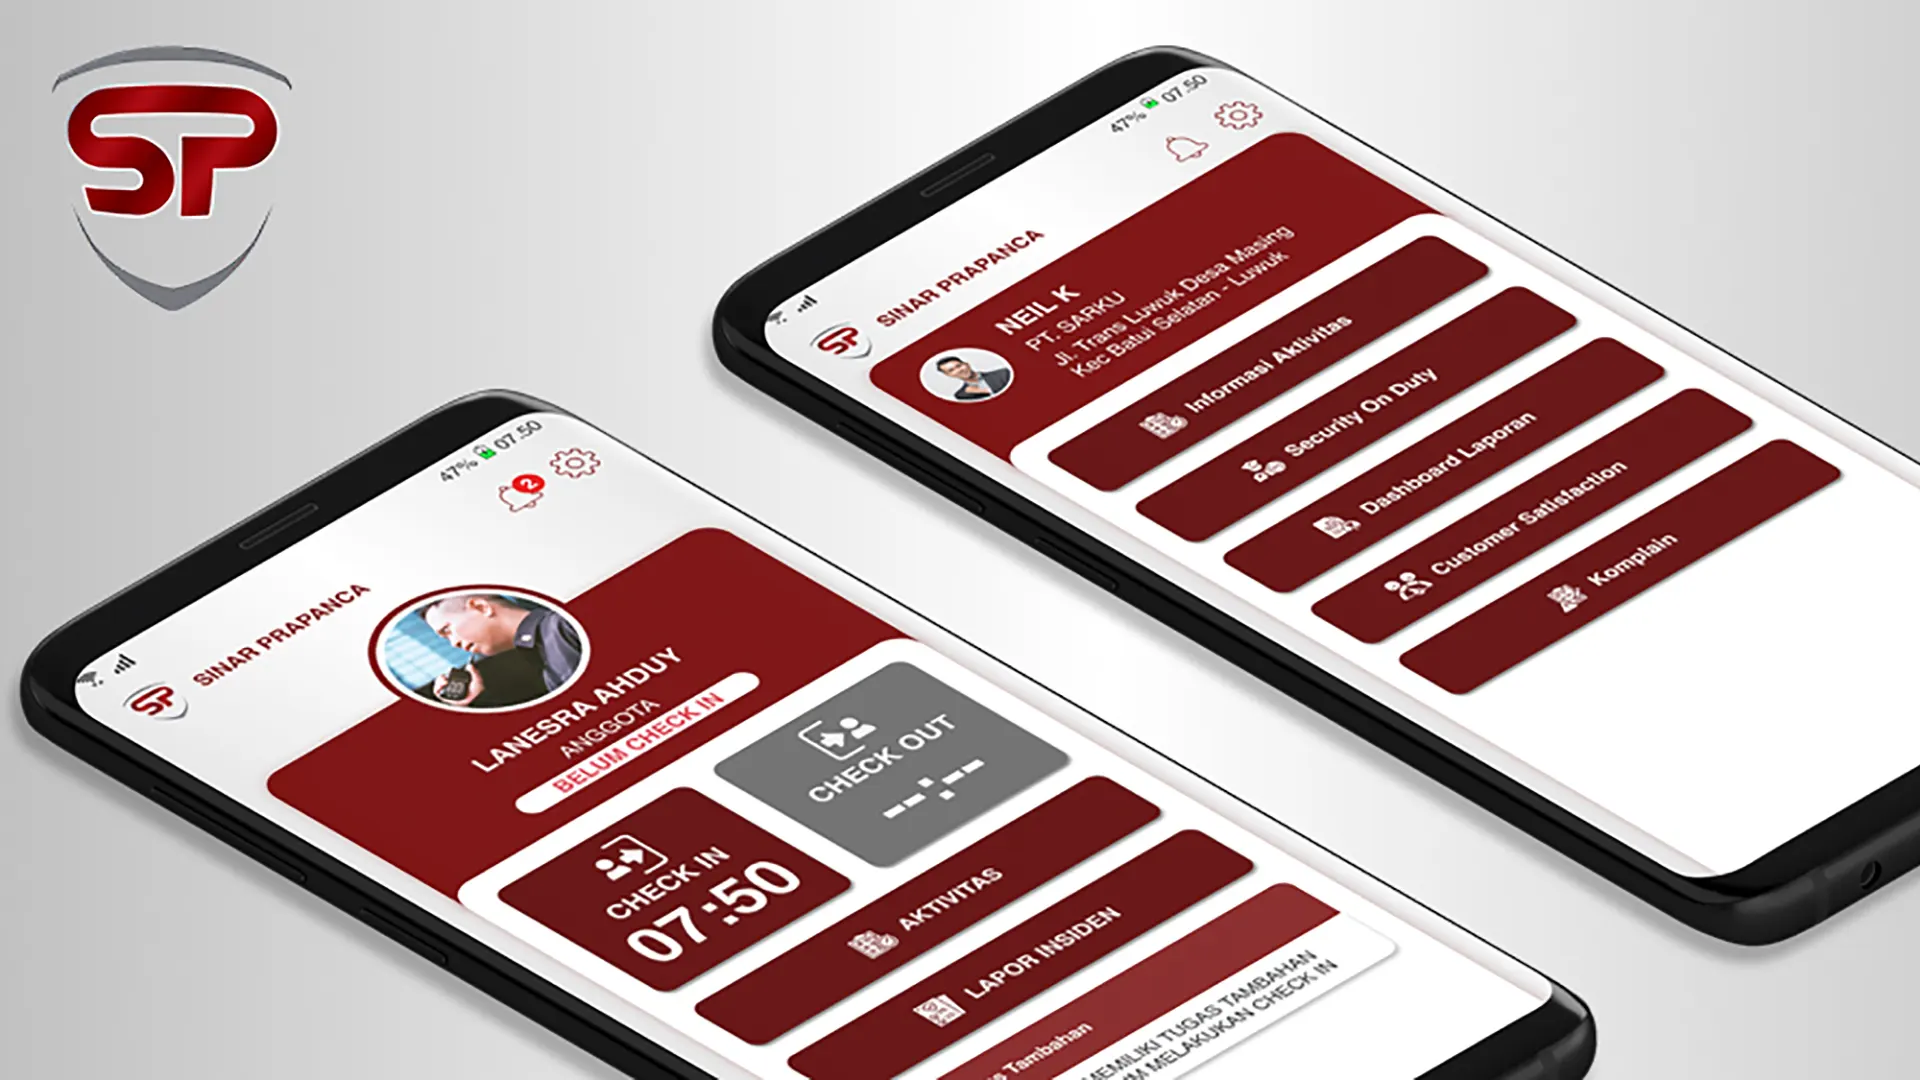 SP
47% 07.50
SP SINAR PRAPANCA
NEIL K
PT. SARKU
Jl. Trans Luwuk Desa Masing
Kec Batui Selatan - Luwuk
Informasi Aktivitas
Security On Duty
Dashboard Laporan
Customer Satisfaction
Komplain
47% 07.50
2
SP SINAR PRAPANCA
LANESRA AHDUY
ANGGOTA
BELUM CHECK IN
CHECK IN
07:50
CHECK OUT
--:--
AKTIVITAS
LAPOR INSIDEN
Tambahan
MEMILIKI TUGAS TAMBAHAN
MELAKUKAN CHECK IN